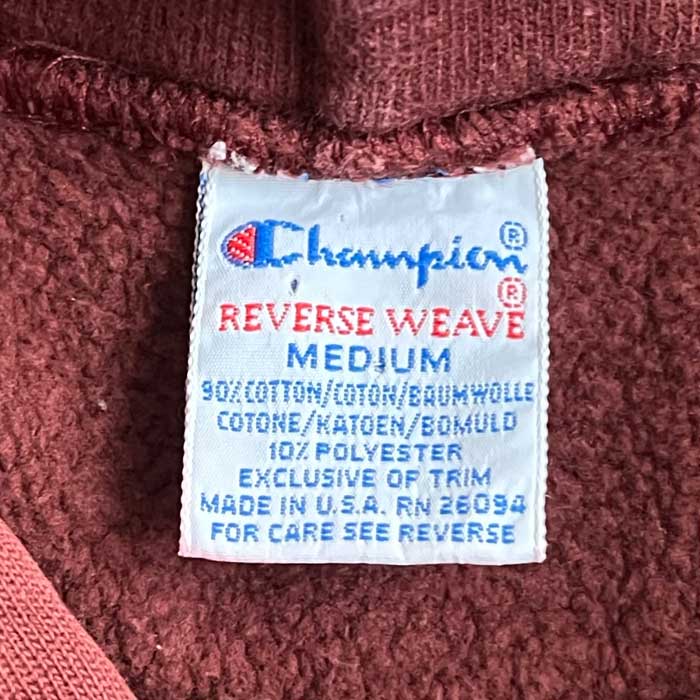 Champion®
REVERSE WEAVE®
MEDIUM
90% COTTON/COTON/BAUMWOLLE
COTONE/KATOEN/BOMULD
10% POLYESTER
EXCLUSIVE OF TRIM
MADE IN U.S.A. RN 26094
FOR CARE SEE REVERSE